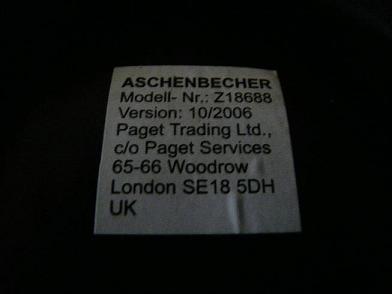 ASCHENBECHER
Modell- Nr.: Z18688
Version: 10/2006
Paget Trading Ltd.,
c/o Paget Services
65-66 Woodrow
London SE18 5DH
UK